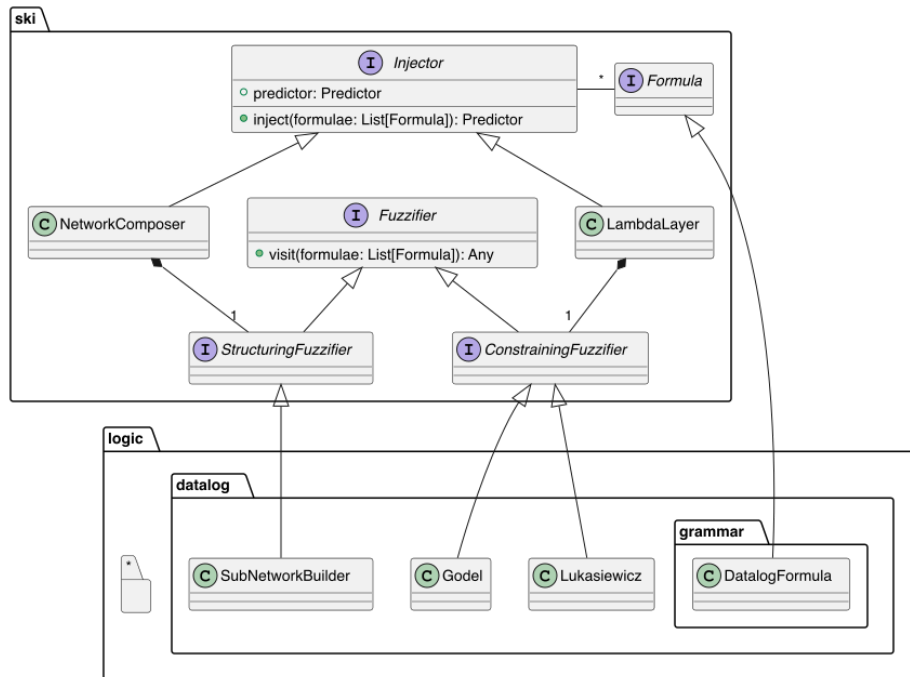 ski
I Injector
predictor: Predictor
inject(formulae: List[Formula]): Predictor
*
I Formula
C NetworkComposer
I Fuzzifier
visit(formulae: List[Formula]): Any
C LambdaLayer
1
1
I StructuringFuzzifier
I ConstrainingFuzzifier
logic
datalog
grammar
*
C SubNetworkBuilder
C Godel
C Lukasiewicz
C DatalogFormula